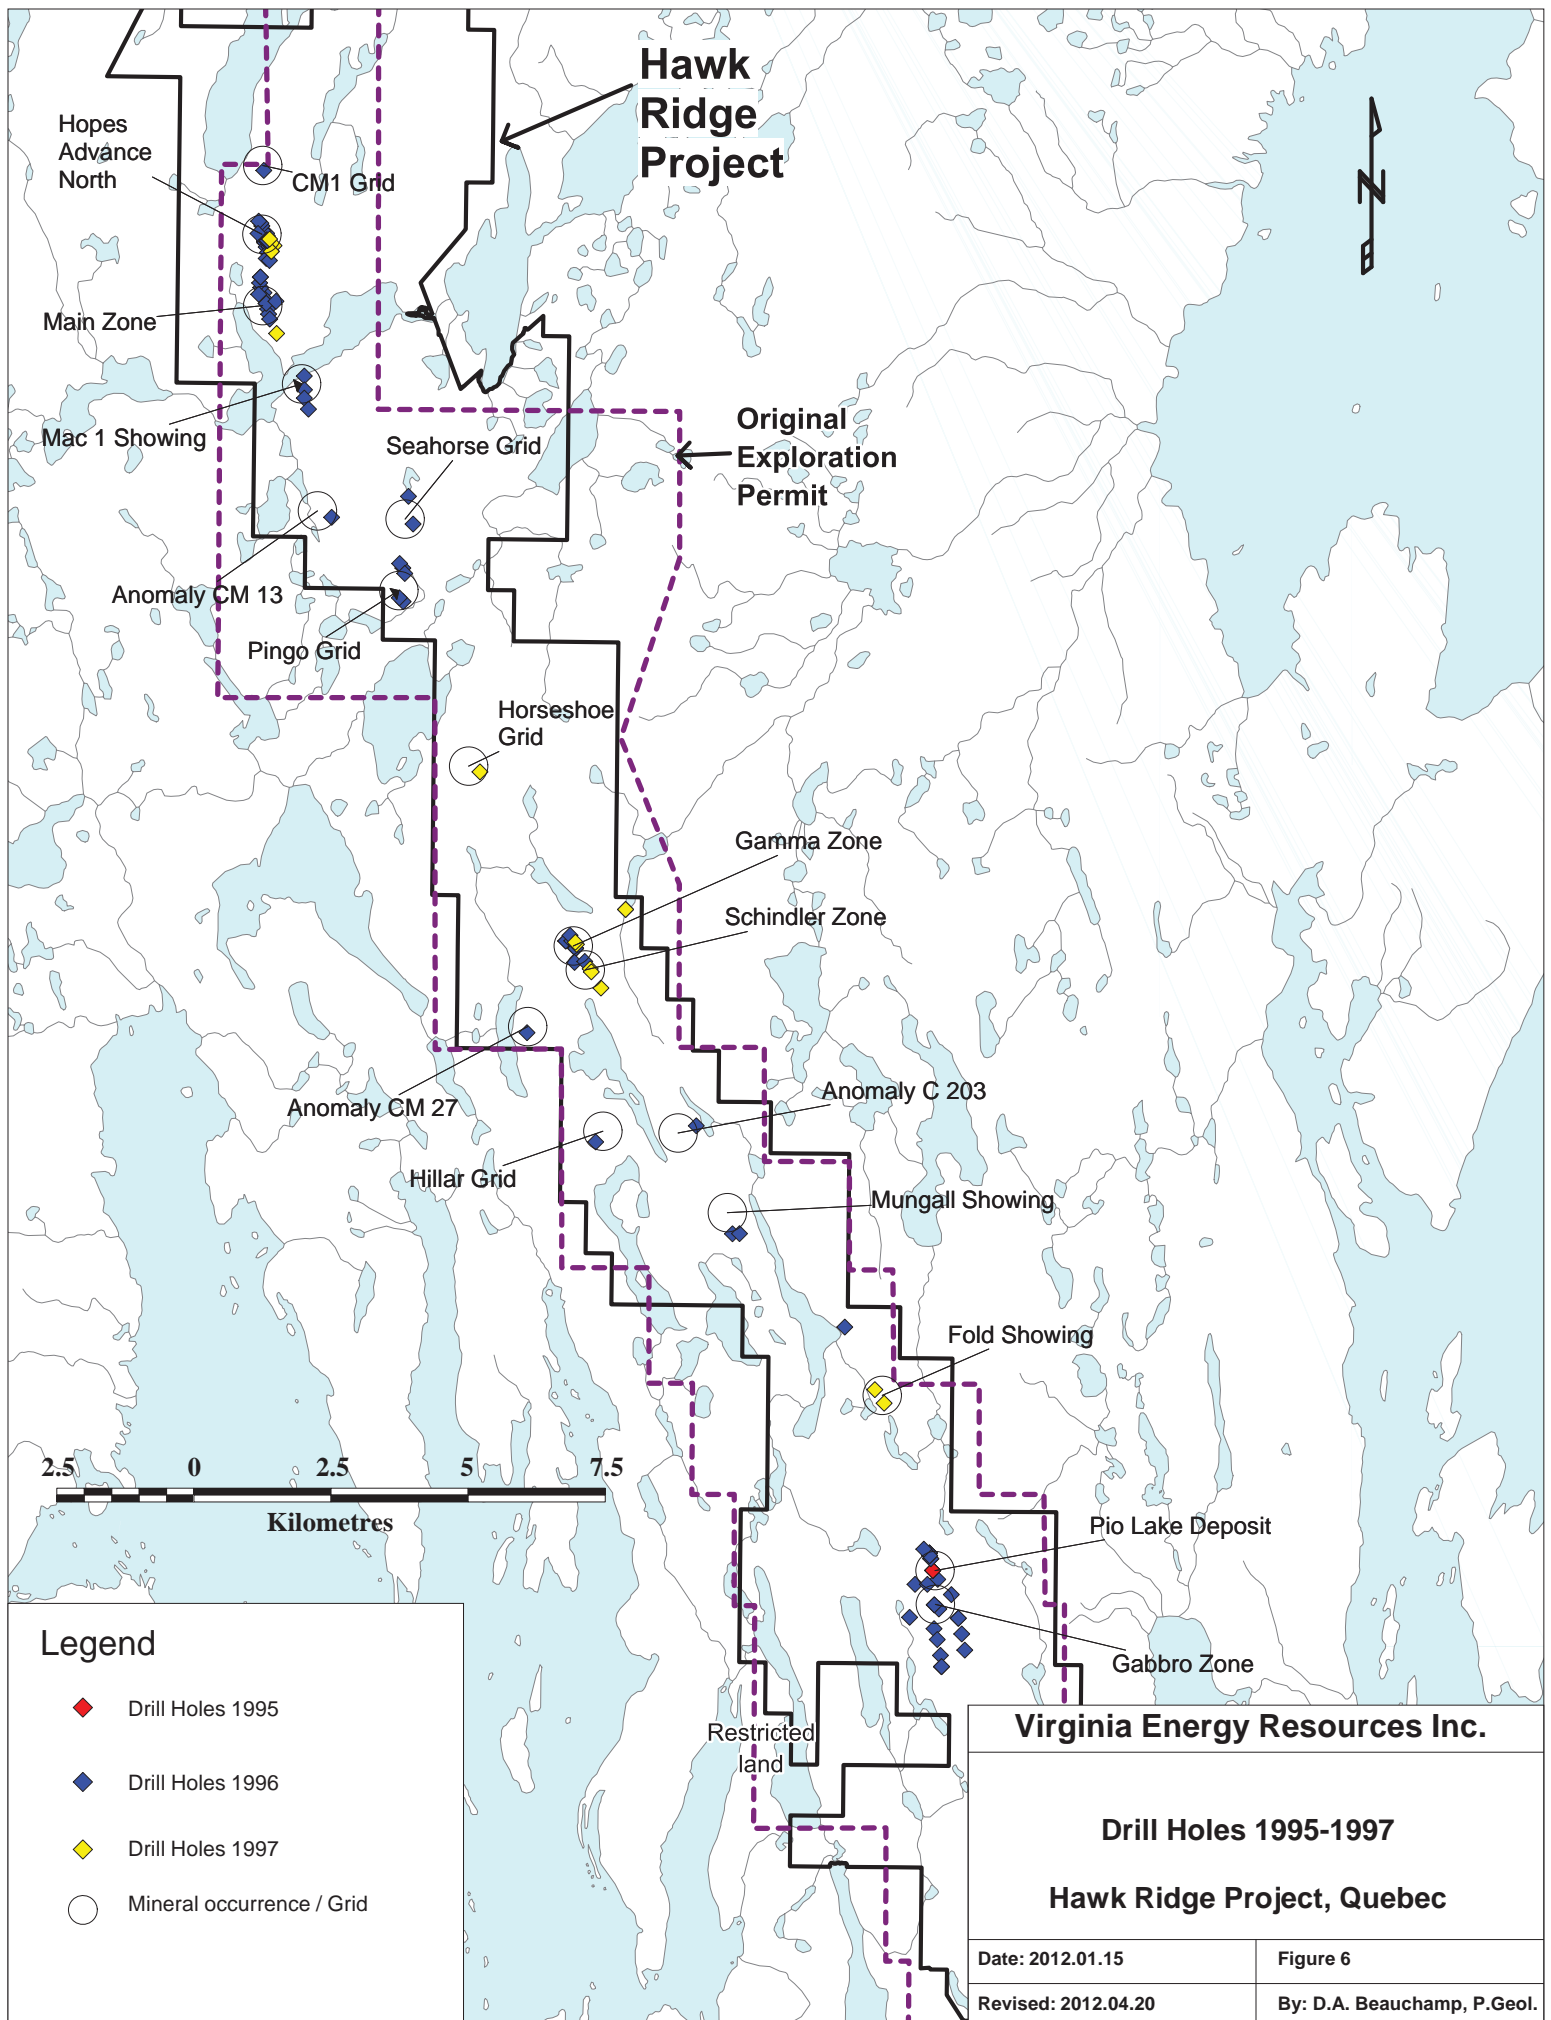 Hawk
Ridge
Project
Hopes
Advance
North
CM1 Grid
Main Zone
Mac 1 Showing
Seahorse Grid
Original
Exploration
Permit
Anomaly CM 13
Pingo Grid
Horseshoe
Grid
Gamma Zone
Schindler Zone
Anomaly CM 27
Anomaly C 203
Hillar Grid
Mungall Showing
Fold Showing
2.5 0 2.5 5 7.5
Kilometres
Pio Lake Deposit
Gabbro Zone
Restricted
land
Legend
Drill Holes 1995
Drill Holes 1996
Drill Holes 1997
Mineral occurrence / Grid
Virginia Energy Resources Inc.
Drill Holes 1995-1997
Hawk Ridge Project, Quebec
Date: 2012.01.15
Figure 6
Revised: 2012.04.20
By: D.A. Beauchamp, P.Geol.
N